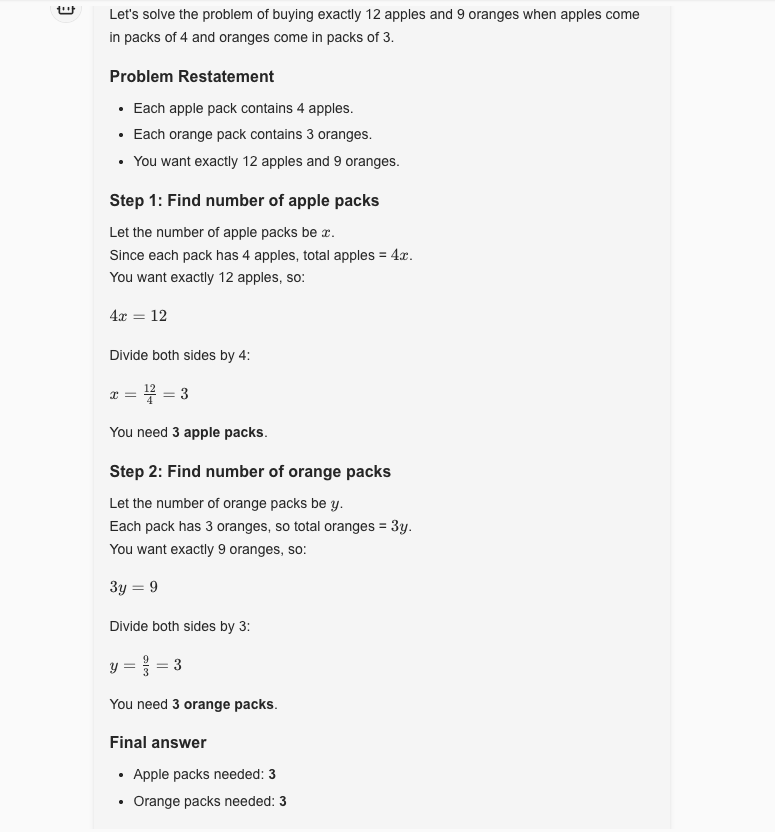 Let's solve the problem of buying exactly 12 apples and 9 oranges when apples come
in packs of 4 and oranges come in packs of 3.
Problem Restatement
• Each apple pack contains 4 apples.
• Each orange pack contains 3 oranges.
• You want exactly 12 apples and 9 oranges.
Step 1: Find number of apple packs
Let the number of apple packs be x.
Since each pack has 4 apples, total apples = 4x.
You want exactly 12 apples, so:
4x = 12
Divide both sides by 4:
x = 12/4 = 3
You need 3 apple packs.
Step 2: Find number of orange packs
Let the number of orange packs be y.
Each pack has 3 oranges, so total oranges = 3y.
You want exactly 9 oranges, so:
3y = 9
Divide both sides by 3:
y = 9/3 = 3
You need 3 orange packs.
Final answer
• Apple packs needed: 3
• Orange packs needed: 3